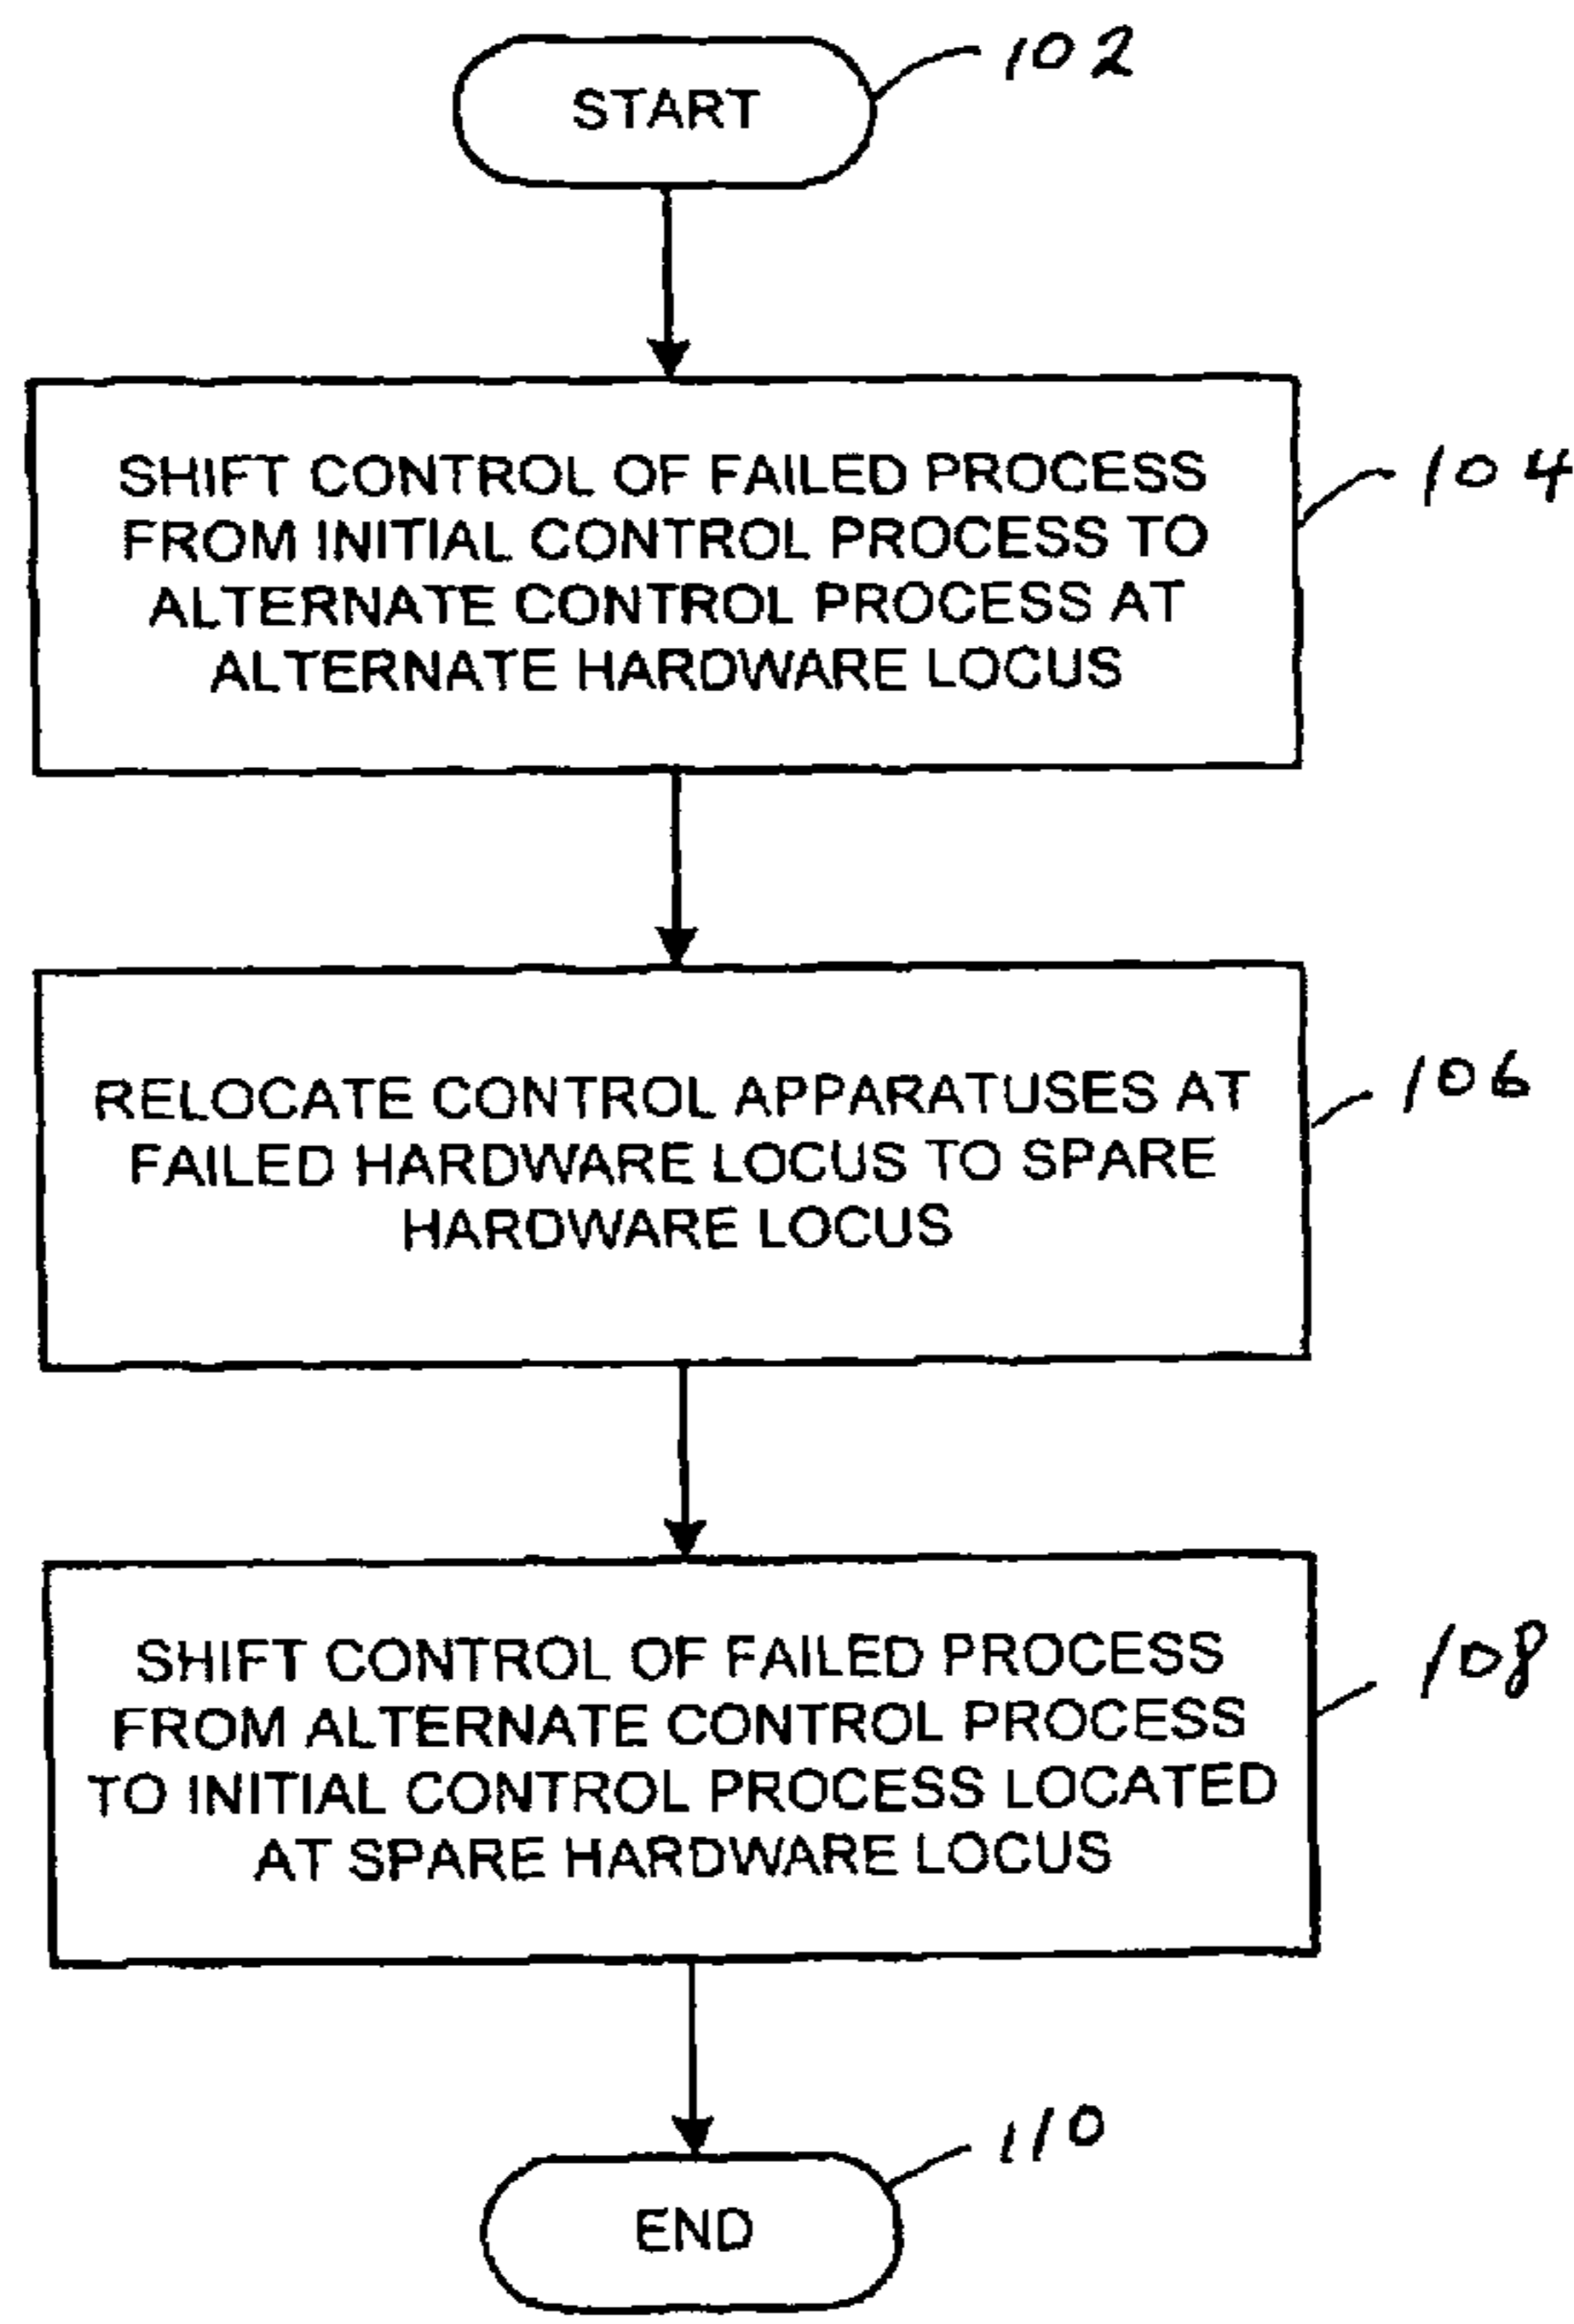 START
102
SHIFT CONTROL OF FAILED PROCESS
FROM INITIAL CONTROL PROCESS TO
ALTERNATE CONTROL PROCESS AT
ALTERNATE HARDWARE LOCUS
104
RELOCATE CONTROL APPARATUSES AT
FAILED HARDWARE LOCUS TO SPARE
HARDWARE LOCUS
106
SHIFT CONTROL OF FAILED PROCESS
FROM ALTERNATE CONTROL PROCESS
TO INITIAL CONTROL PROCESS LOCATED
AT SPARE HARDWARE LOCUS
108
END
110